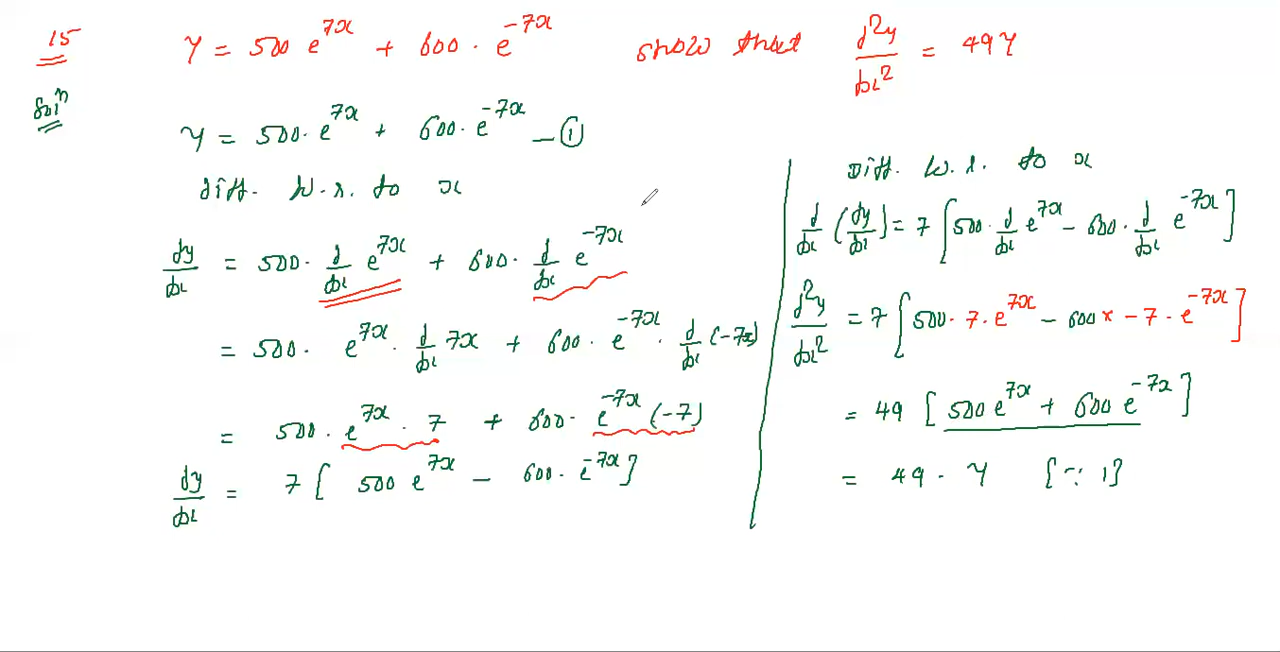 15 Y = 500 e^{7x} + 600 · e^{-7x} show that d²y/dx² = 49Y
Solⁿ
Y = 500 · e^{7x} + 600 · e^{-7x} — ①
diff. w.r. to x
dy/dx = 500 · d/dx e^{7x} + 600 · d/dx e^{-7x}
= 500 · e^{7x} · d/dx 7x + 600 · e^{-7x} · d/dx (-7x)
= 500 · e^{7x} · 7 + 600 · e^{-7x} (-7)
dy/dx = 7 [ 500 e^{7x} - 600 · e^{-7x} ]
Diff. w.r. to x
d/dx (dy/dx) = 7 [ 500 · d/dx e^{7x} - 600 · d/dx e^{-7x} ]
d²y/dx² = 7 [ 500 · 7 · e^{7x} - 600 × -7 · e^{-7x} ]
= 49 [ 500 e^{7x} + 600 e^{-7x} ]
= 49 · Y {∵ 1}